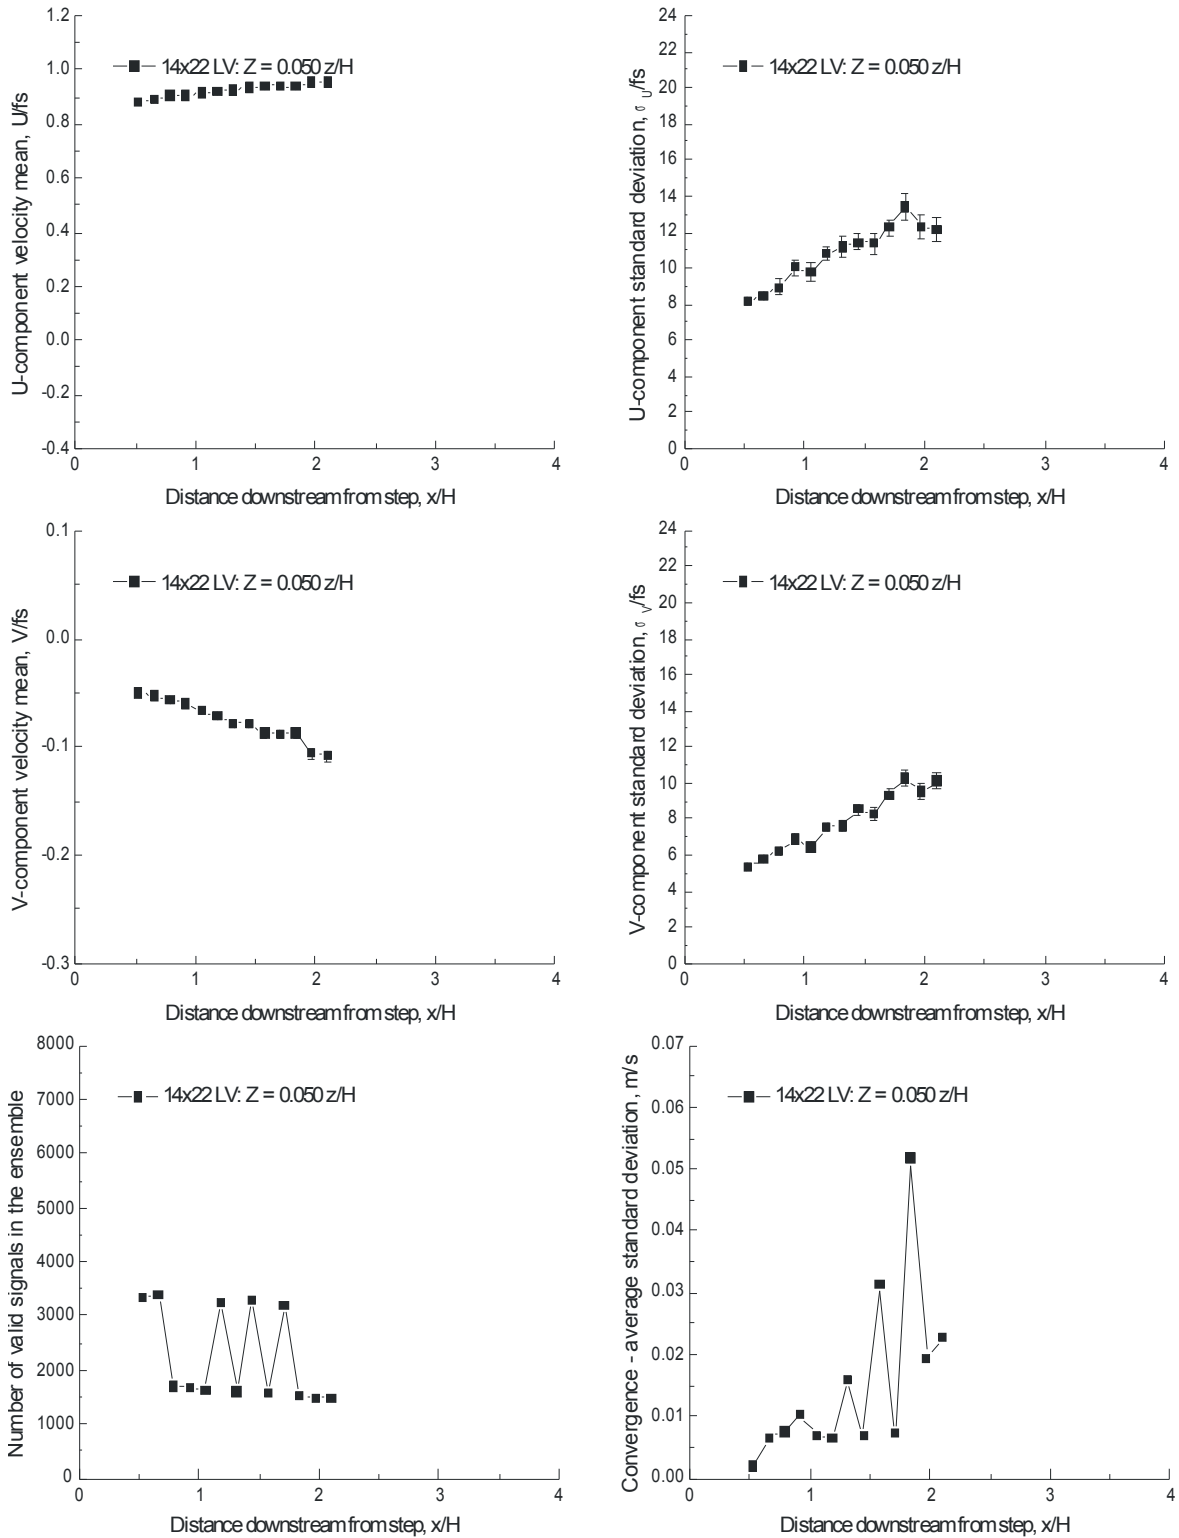 U-component velocity mean, U/fs
1.2
1.0
0.8
0.6
0.4
0.2
0.0
-0.2
-0.4
14x22 LV: Z = 0.050 z/H
0 1 2 3 4
Distance downstream from step, x/H
U-component standard deviation, σU/fs
24
22
20
18
16
14
12
10
8
6
4
2
0
14x22 LV: Z = 0.050 z/H
0 1 2 3 4
Distance downstream from step, x/H
V-component velocity mean, V/fs
0.1
0.0
-0.1
-0.2
-0.3
14x22 LV: Z = 0.050 z/H
0 1 2 3 4
Distance downstream from step, x/H
V-component standard deviation, σV/fs
24
22
20
18
16
14
12
10
8
6
4
2
0
14x22 LV: Z = 0.050 z/H
0 1 2 3 4
Distance downstream from step, x/H
Number of valid signals in the ensemble
8000
7000
6000
5000
4000
3000
2000
1000
0
14x22 LV: Z = 0.050 z/H
0 1 2 3 4
Distance downstream from step, x/H
Convergence - average standard deviation, m/s
0.07
0.06
0.05
0.04
0.03
0.02
0.01
0.00
14x22 LV: Z = 0.050 z/H
0 1 2 3 4
Distance downstream from step, x/H